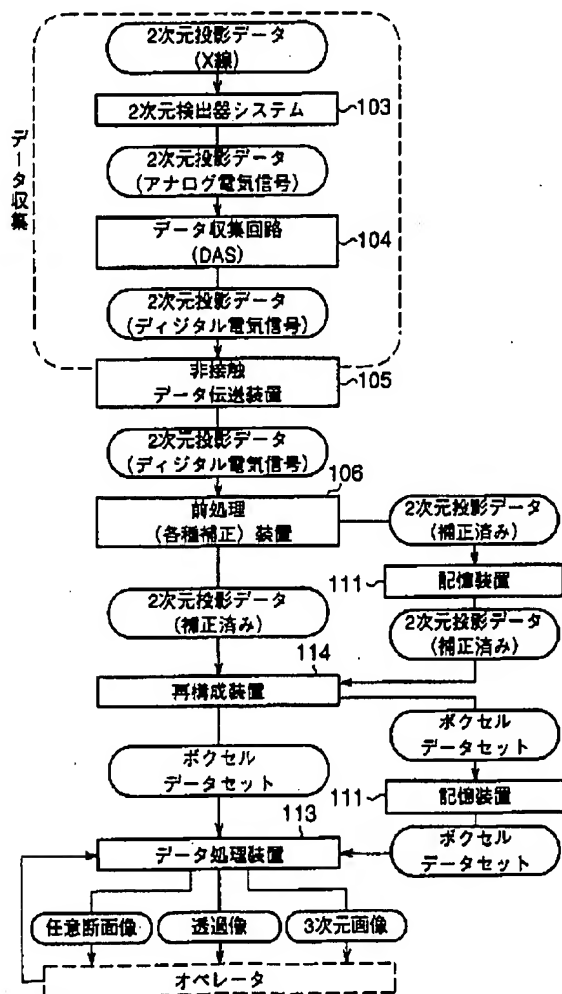 2次元投影データ
(X線)
2次元検出器システム
103
2次元投影データ
(アナログ電気信号)
データ収集
データ収集回路
(DAS)
104
2次元投影データ
(ディジタル電気信号)
非接触
データ伝送装置
105
2次元投影データ
(ディジタル電気信号)
106
前処理
(各種補正) 装置
2次元投影データ
(補正済み)
111
記憶装置
2次元投影データ
(補正済み)
2次元投影データ
(補正済み)
114
再構成装置
ボクセル
データセット
ボクセル
データセット
111
記憶装置
113
データ処理装置
ボクセル
データセット
任意断面像
透過像
3次元画像
オペレータ